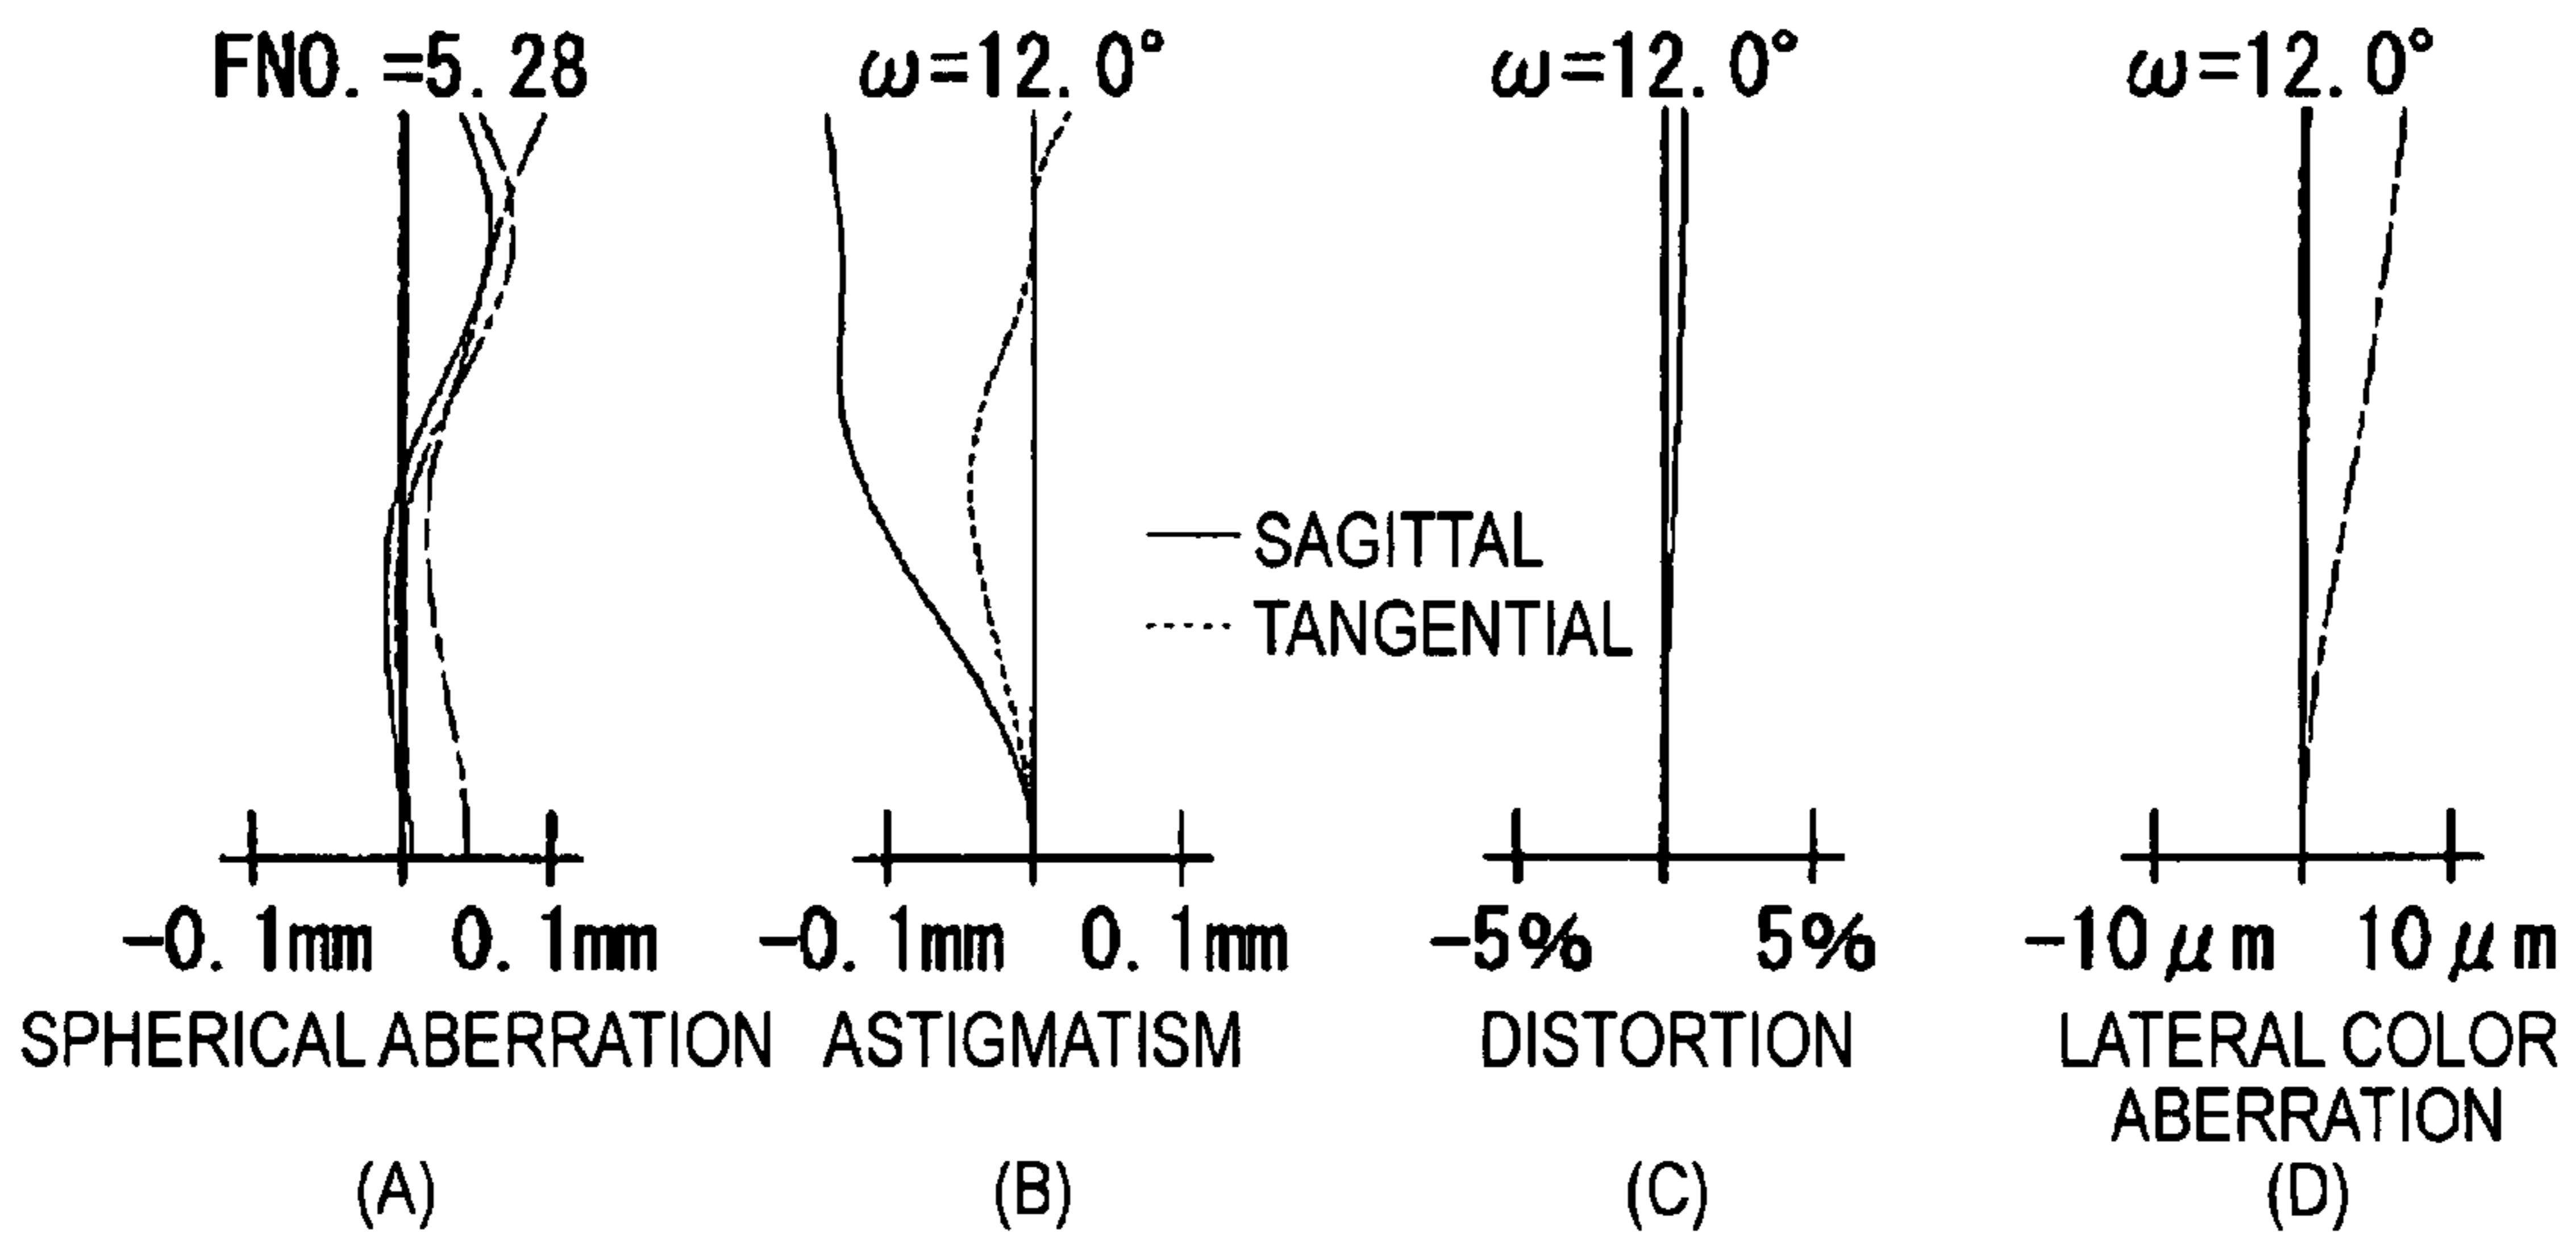 FNO. =5. 28
ω=12. 0°
ω=12. 0°
ω=12. 0°
SAGITTAL
TANGENTIAL
-0. 1mm 0. 1mm
-0. 1mm 0. 1mm
-5% 5%
-10μm 10μm
SPHERICAL ABERRATION
ASTIGMATISM
DISTORTION
LATERAL COLOR
ABERRATION
(A)
(B)
(C)
(D)